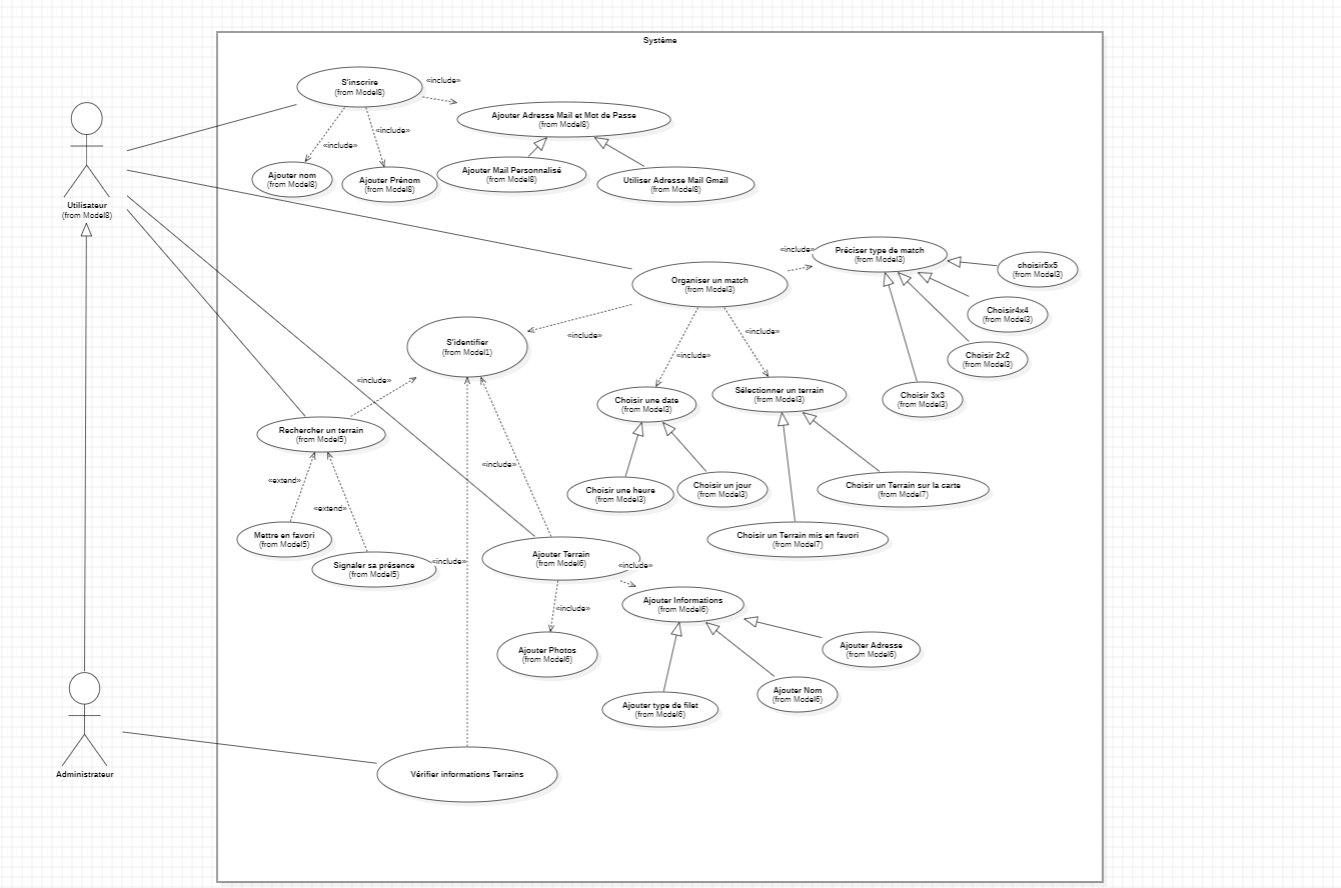 Système
S'inscrire
(from Model8)
«include»
Ajouter Adresse Mail et Mot de Passe
(from Model8)
«include»
«include»
Ajouter nom
(from Model8)
Ajouter Prénom
(from Model8)
Ajouter Mail Personnalisé
(from Model8)
Utiliser Adresse Mail Gmail
(from Model8)
Utilisateur
(from Model8)
«include»
Préciser type de match
(from Model3)
choisir5x5
(from Model3)
Organiser un match
(from Model3)
Choisir4x4
(from Model3)
«include»
«include»
S'identifier
(from Model1)
«include»
Choisir 2x2
(from Model3)
«include»
Choisir une date
(from Model3)
Sélectionner un terrain
(from Model3)
Choisir 3x3
(from Model3)
Rechercher un terrain
(from Model5)
«include»
«extend»
«extend»
Choisir une heure
(from Model3)
Choisir un jour
(from Model3)
Choisir un Terrain sur la carte
(from Model7)
Mettre en favori
(from Model5)
Choisir un Terrain mis en favori
(from Model7)
Signaler sa présence
(from Model5)
«include»
Ajouter Terrain
(from Model6)
«include»
«include»
Ajouter Informations
(from Model6)
Ajouter Photos
(from Model6)
Ajouter Adresse
(from Model6)
Ajouter Nom
(from Model6)
Ajouter type de filet
(from Model6)
Administrateur
Vérifier informations Terrains